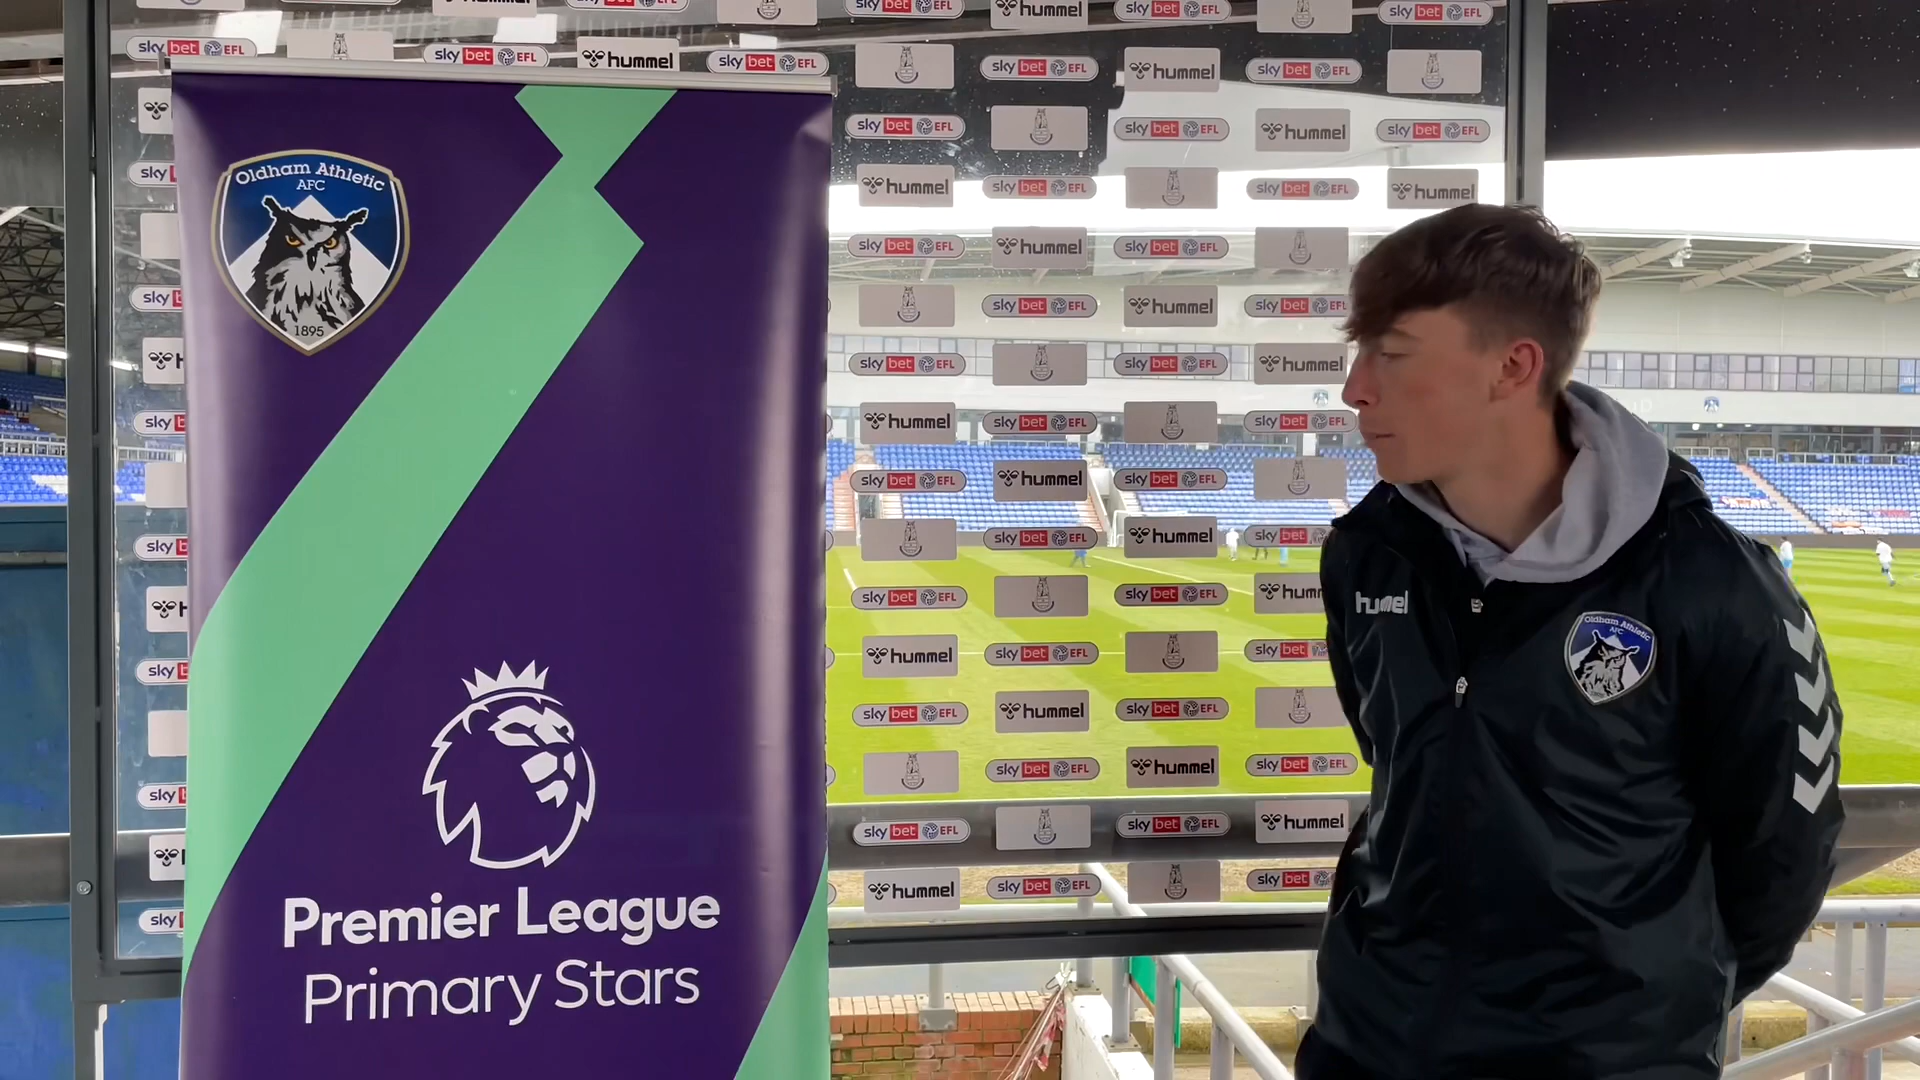 Oldham Athletic
AFC
1895
Premier League
Primary Stars
sky bet EFL
hummel
hummel
Oldham Athletic
AFC